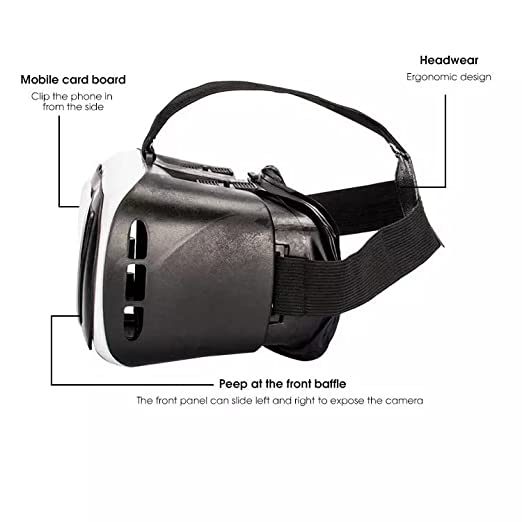 Headwear
Ergonomic design
Mobile card board
Clip the phone in
from the side
Peep at the front baffle
The front panel can slide left and right to expose the camera